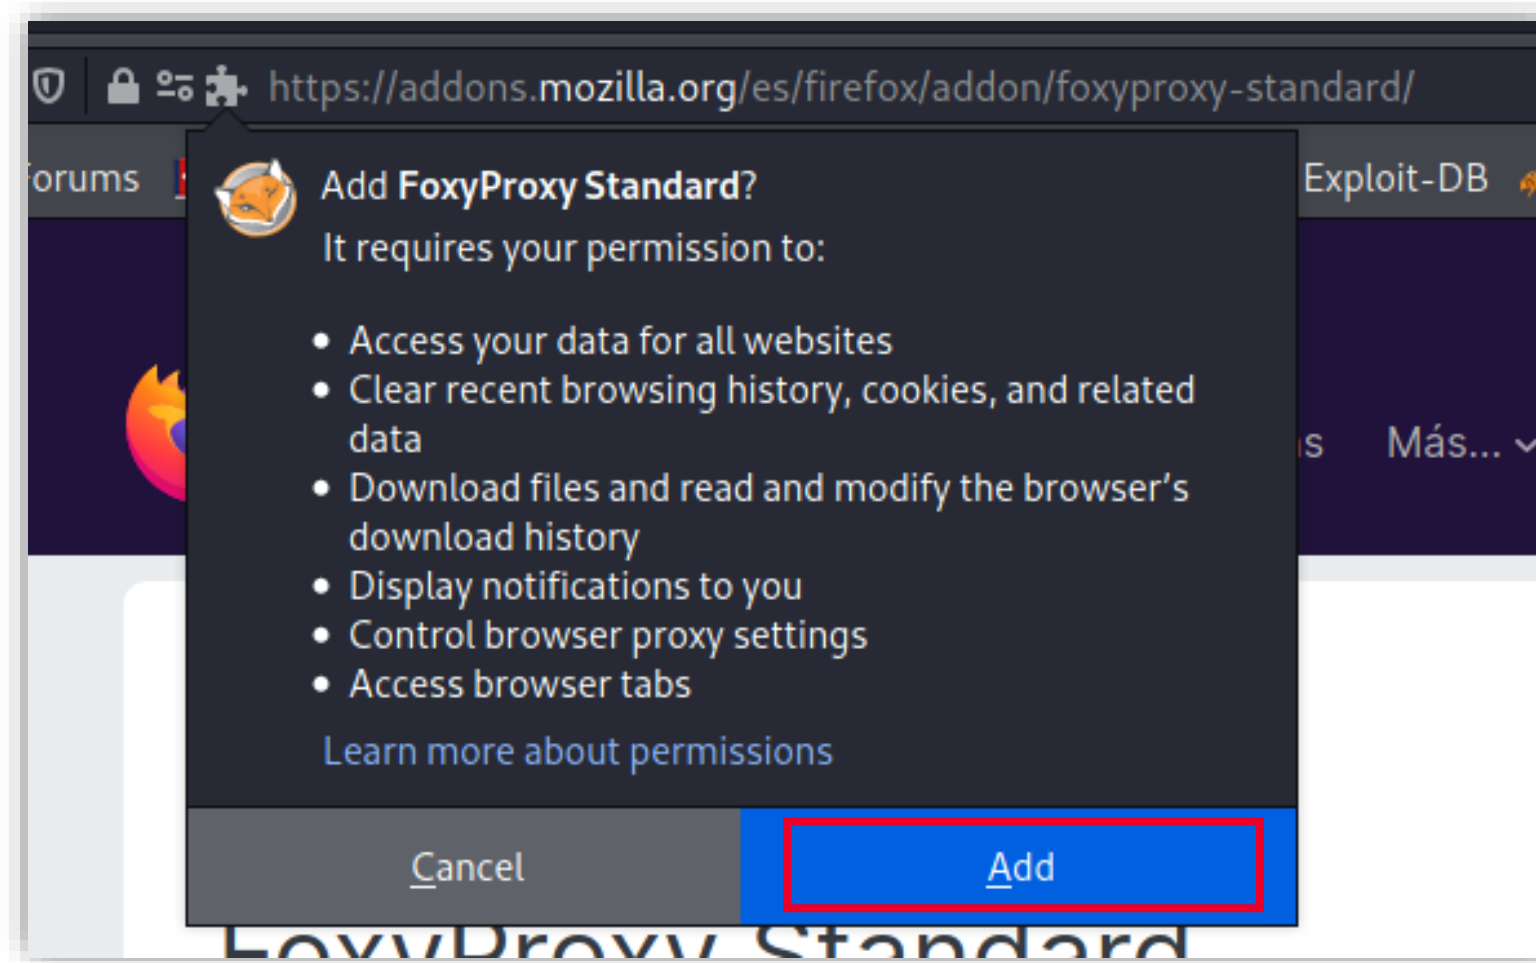 https://addons.mozilla.org/es/firefox/addon/foxyproxy-standard/
Forums
Exploit-DB
Add FoxyProxy Standard?
It requires your permission to:
• Access your data for all websites
• Clear recent browsing history, cookies, and related
data
• Download files and read and modify the browser’s
download history
• Display notifications to you
• Control browser proxy settings
• Access browser tabs
Learn more about permissions
Más...
Cancel
Add
FoxyProxy Standard